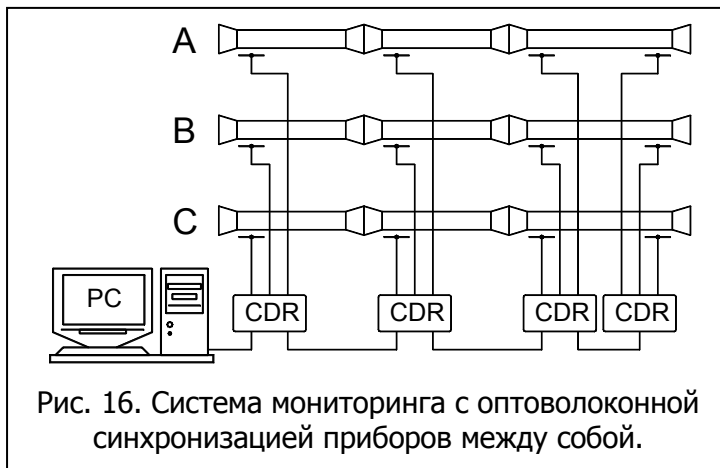 A
B
C
PC
CDR CDR CDR CDR
Рис. 16. Система мониторинга с оптоволоконной
синхронизацией приборов между собой.